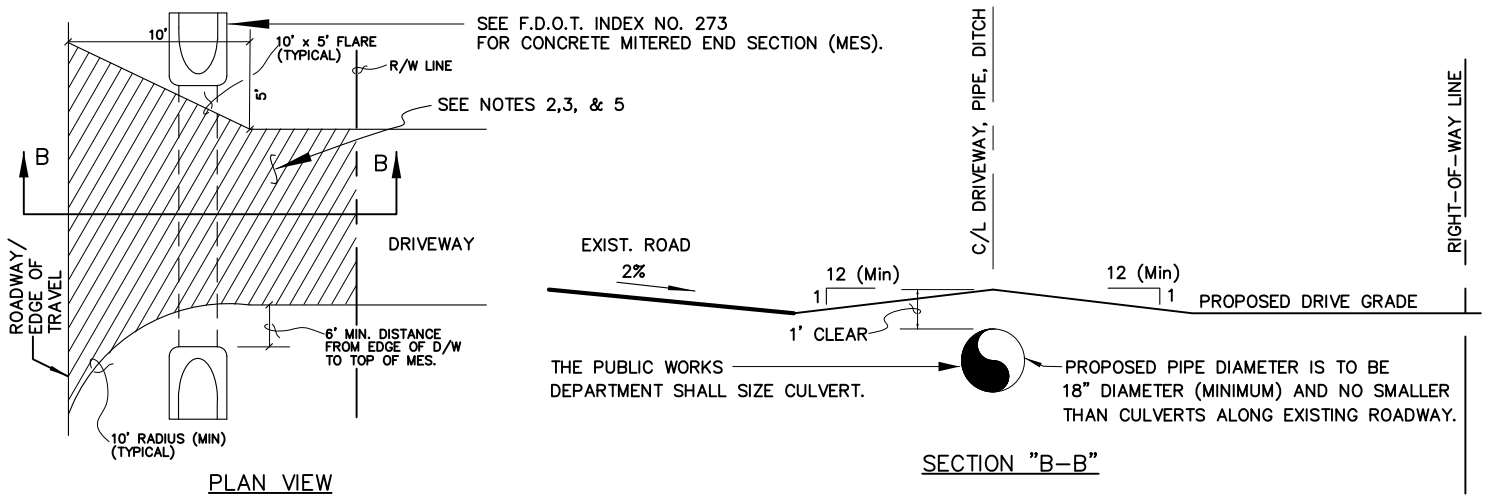 10'
10' x 5' FLARE
(TYPICAL)
SEE F.D.O.T. INDEX NO. 273
FOR CONCRETE MITERED END SECTION (MES).
R/W LINE
5'
SEE NOTES 2,3, & 5
B
B
DRIVEWAY
ROADWAY/
EDGE OF
TRAVEL
6' MIN. DISTANCE
FROM EDGE OF D/W
TO TOP OF MES.
10' RADIUS (MIN)
(TYPICAL)
PLAN VIEW
C/L DRIVEWAY, PIPE, DITCH
RIGHT-OF-WAY LINE
EXIST. ROAD
2%
12 (Min)
1
12 (Min)
1
PROPOSED DRIVE GRADE
1' CLEAR
THE PUBLIC WORKS
DEPARTMENT SHALL SIZE CULVERT.
PROPOSED PIPE DIAMETER IS TO BE
18" DIAMETER (MINIMUM) AND NO SMALLER
THAN CULVERTS ALONG EXISTING ROADWAY.
SECTION "B-B"